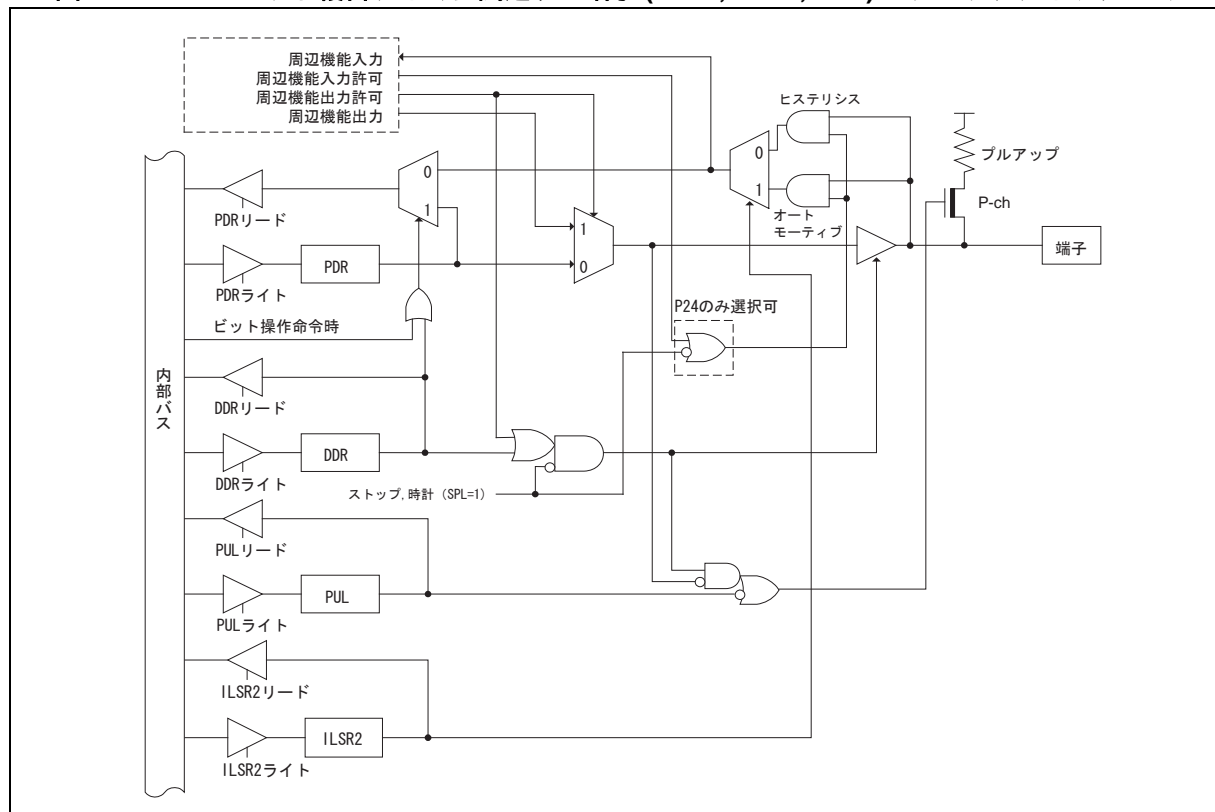 周辺機能入力
周辺機能入力許可
周辺機能出力許可
周辺機能出力
ヒステリシス
プルアップ
P-ch
0
1
オート
モーティブ
0
1
PDRリード
1
0
端子
PDR
PDRライト
P24のみ選択可
ビット操作命令時
内部バス
DDRリード
DDR
DDRライト
ストップ,時計 (SPL=1)
PULリード
PUL
PULライト
ILSR2リード
ILSR2
ILSR2ライト